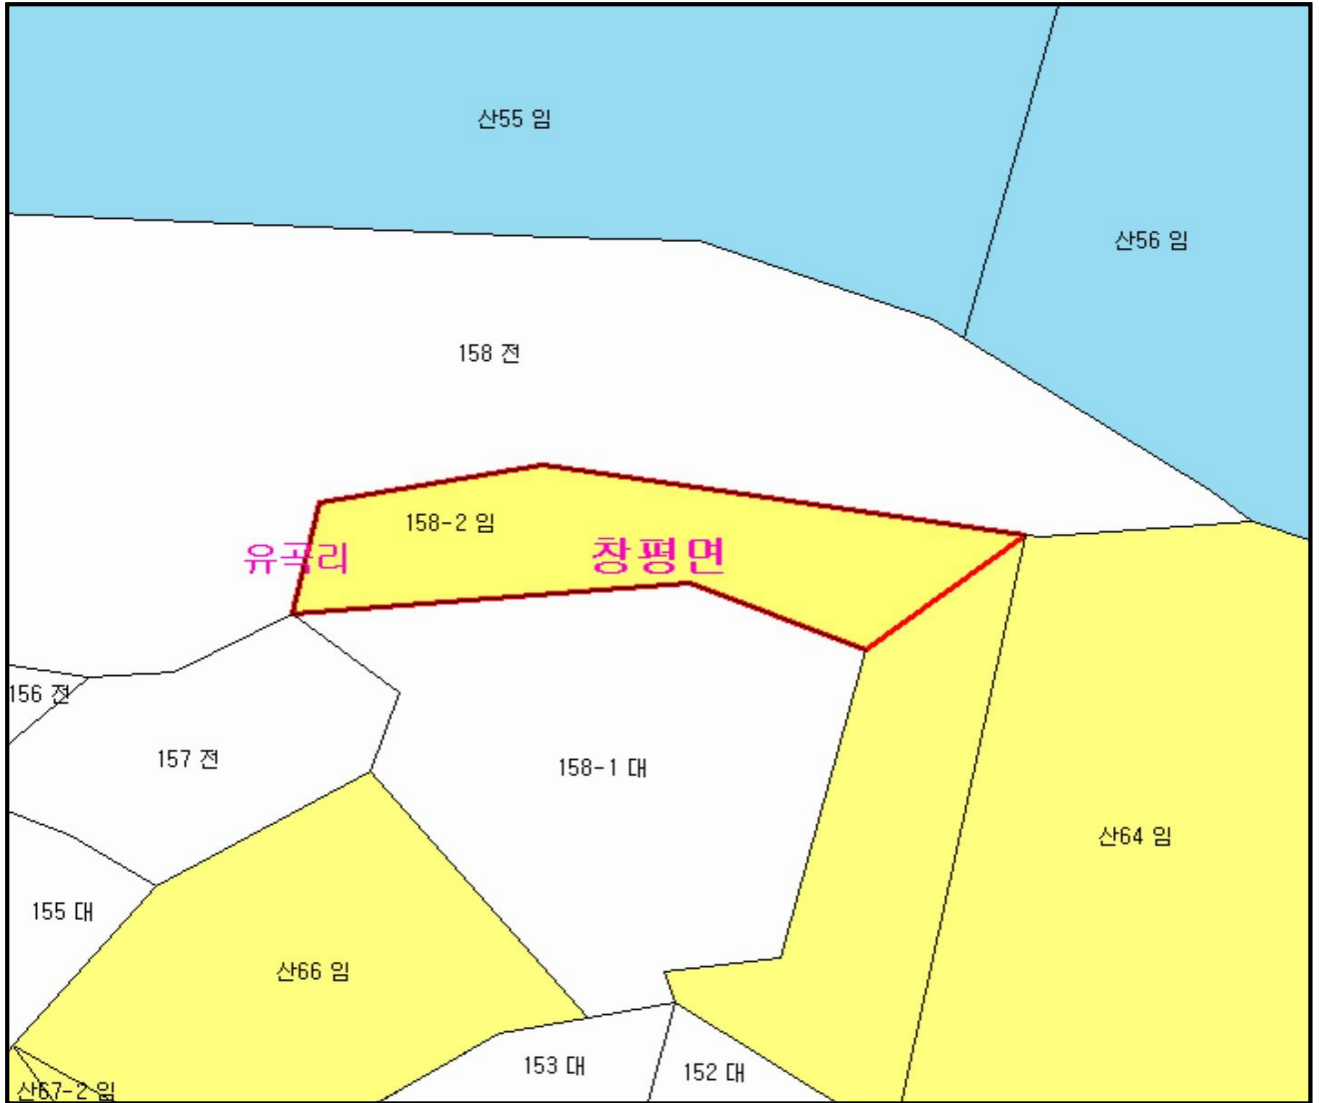 산55 임
산56 임
158 전
158-2 임
유곡리
창평면
156 전
157 전
158-1 대
산64 임
155 대
산66 임
153 대
152 대
산67-2 임